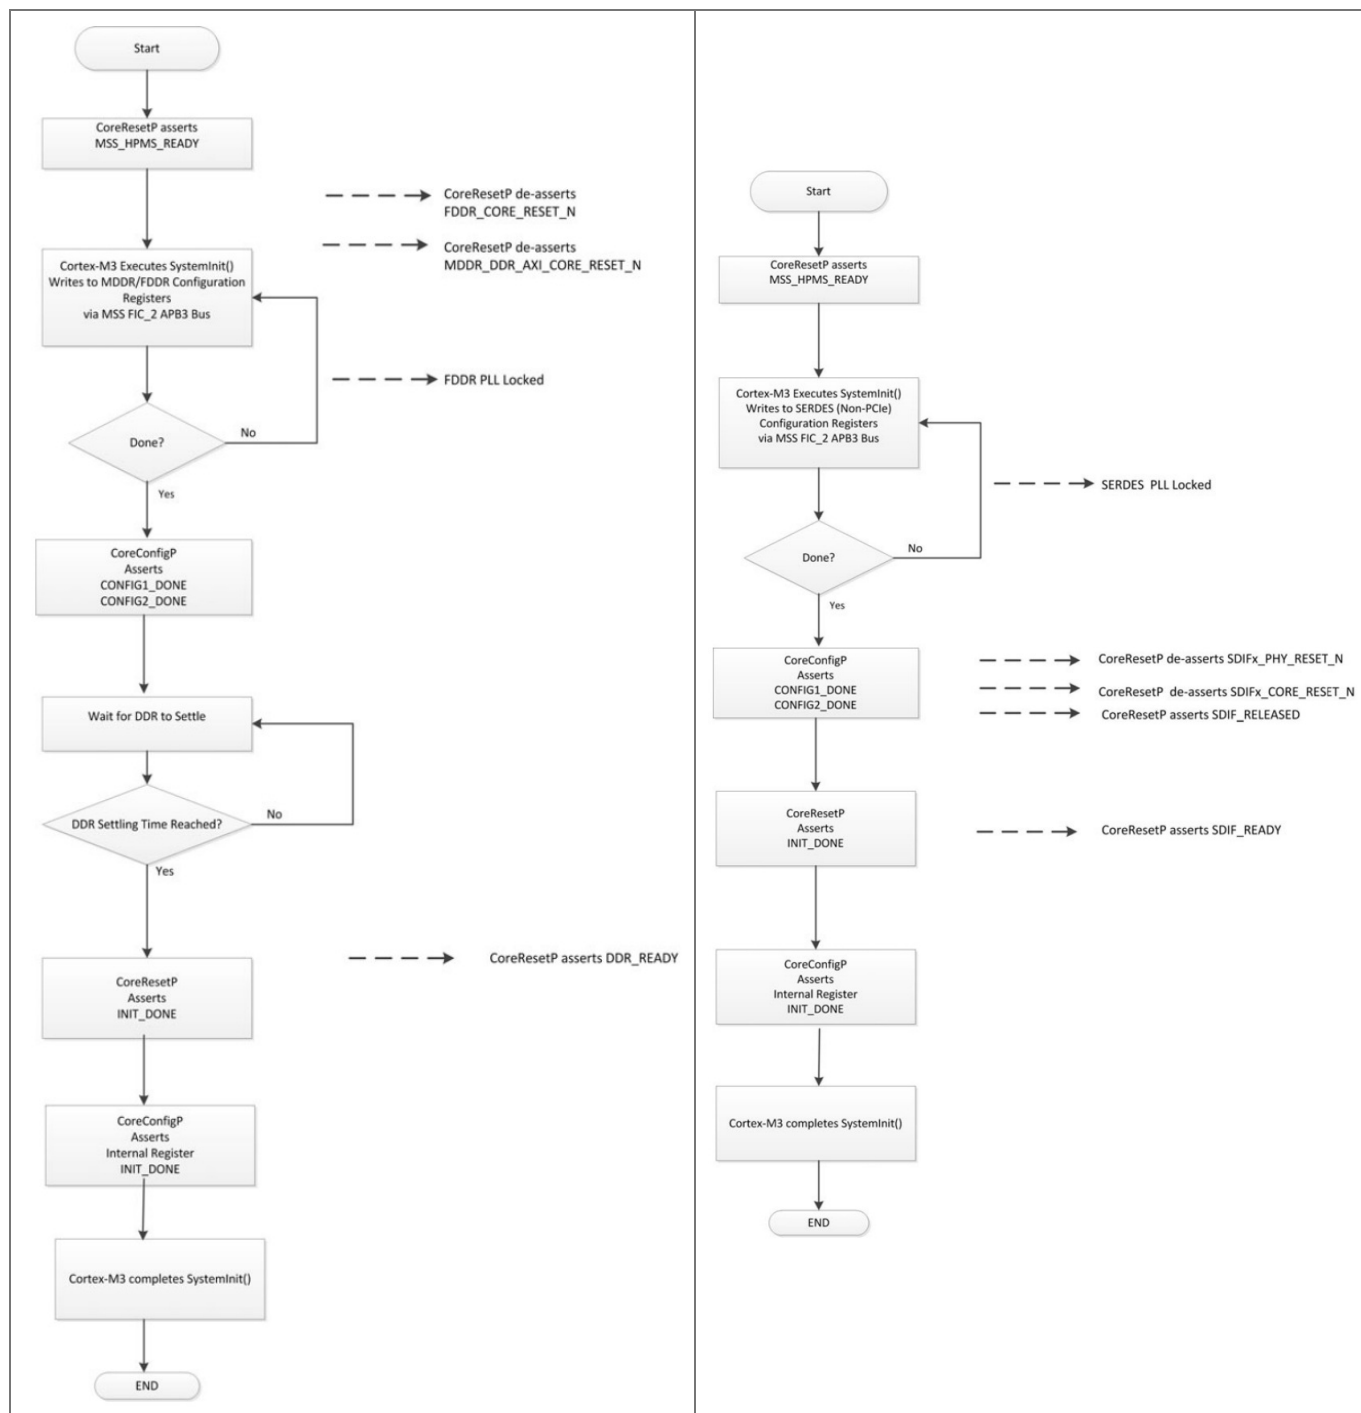 Start
CoreResetP asserts
MSS_HPMS_READY
CoreResetP de-asserts
FDDR_CORE_RESET_N
CoreResetP de-asserts
MDDR_DDR_AXI_CORE_RESET_N
Cortex-M3 Executes SystemInit()
Writes to MDDR/FDDR Configuration
Registers
via MSS FIC_2 APB3 Bus
FDDR PLL Locked
Done?
No
Yes
CoreConfigP
Asserts
CONFIG1_DONE
CONFIG2_DONE
Wait for DDR to Settle
DDR Settling Time Reached?
No
Yes
CoreResetP asserts DDR_READY
CoreResetP
Asserts
INIT_DONE
CoreConfigP
Asserts
Internal Register
INIT_DONE
Cortex-M3 completes SystemInit()
END
Start
CoreResetP asserts
MSS_HPMS_READY
Cortex-M3 Executes SystemInit()
Writes to SERDES (Non-PCIe)
Configuration Registers
via MSS FIC_2 APB3 Bus
SERDES PLL Locked
Done?
No
Yes
CoreConfigP
Asserts
CONFIG1_DONE
CONFIG2_DONE
CoreResetP de-asserts SDIFx_PHY_RESET_N
CoreResetP de-asserts SDIFx_CORE_RESET_N
CoreResetP asserts SDIF_RELEASED
CoreResetP
Asserts
INIT_DONE
CoreResetP asserts SDIF_READY
CoreConfigP
Asserts
Internal Register
INIT_DONE
Cortex-M3 completes SystemInit()
END